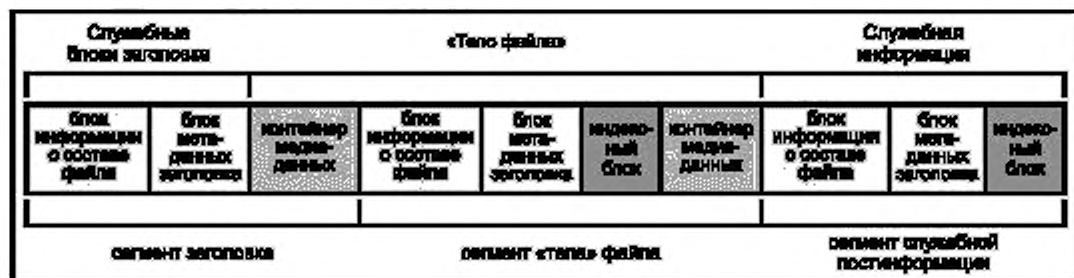 Служебные
блоки заголовка
«Тело файла»
Служебная
информация
блок
информации
о составе
файла
блок
мета-
данных
заголовка
контейнер
медиа-
данных
блок
информации
о составе
файла
блок
мета-
данных
заголовка
индекс-
ный
блок
контейнер
медиа-
данных
блок
информации
о составе
файла
блок
мета-
данных
заголовка
индекс-
ный
блок
сегмент заголовка
сегмент «тела» файла
сегмент служебной
постинформации